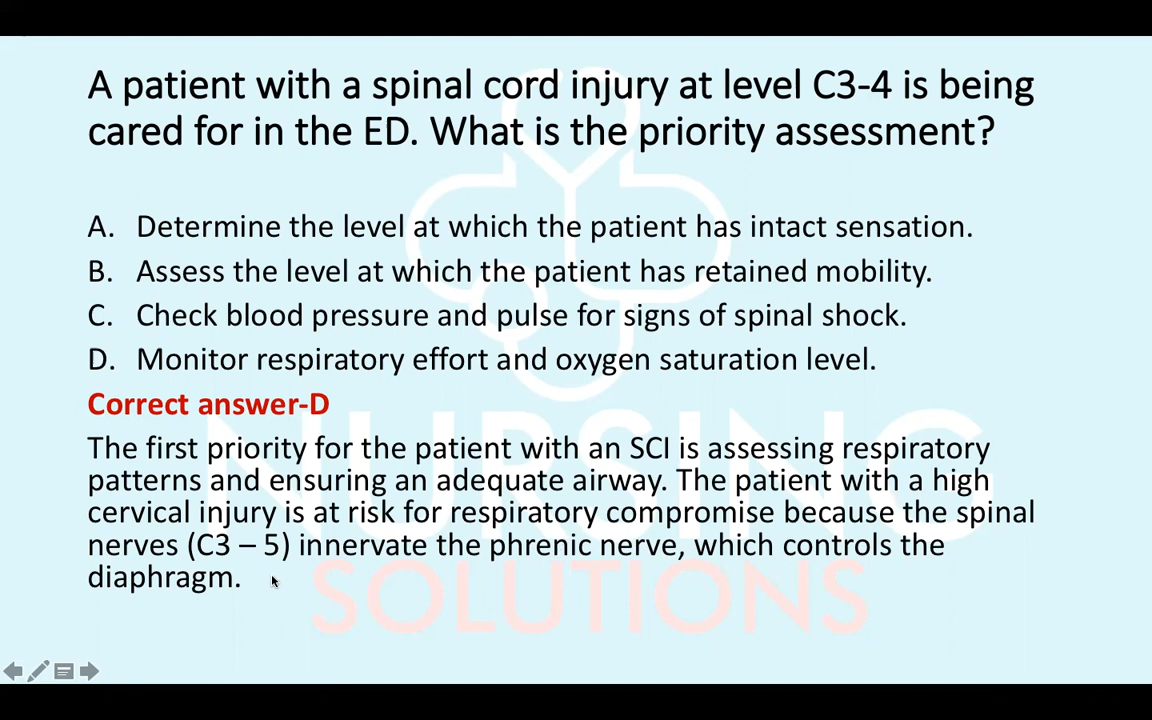 A patient with a spinal cord injury at level C3-4 is being
cared for in the ED. What is the priority assessment?
A. Determine the level at which the patient has intact sensation.
B. Assess the level at which the patient has retained mobility.
C. Check blood pressure and pulse for signs of spinal shock.
D. Monitor respiratory effort and oxygen saturation level.
Correct answer-D
The first priority for the patient with an SCI is assessing respiratory
patterns and ensuring an adequate airway. The patient with a high
cervical injury is at risk for respiratory compromise because the spinal
nerves (C3 – 5) innervate the phrenic nerve, which controls the
diaphragm.
NURSING
SOLUTIONS